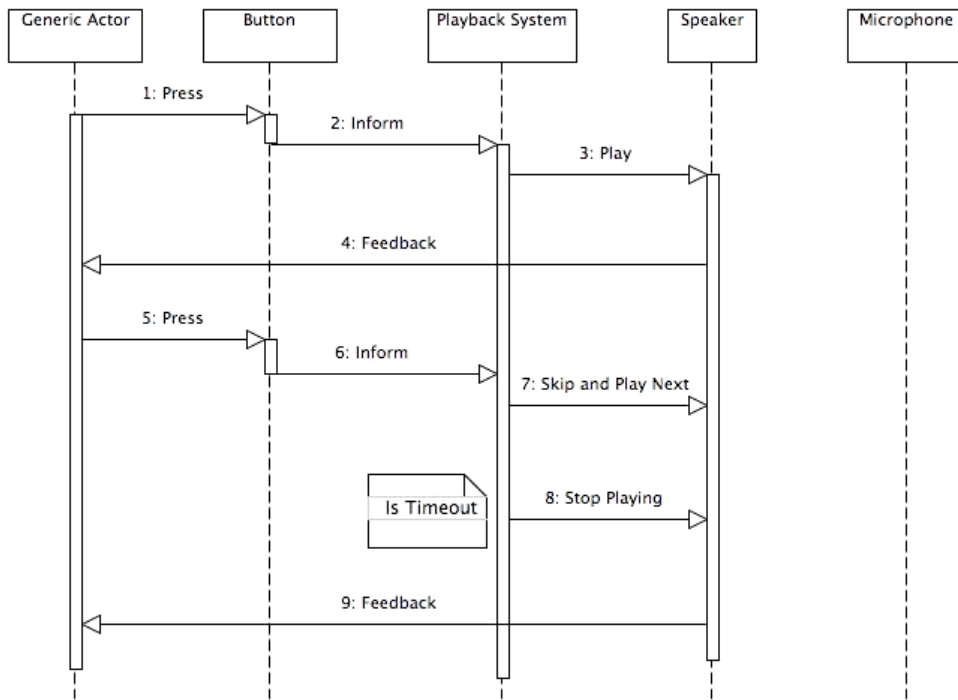 Generic Actor
Button
Playback System
Speaker
Microphone
1: Press
2: Inform
3: Play
4: Feedback
5: Press
6: Inform
7: Skip and Play Next
Is Timeout
8: Stop Playing
9: Feedback